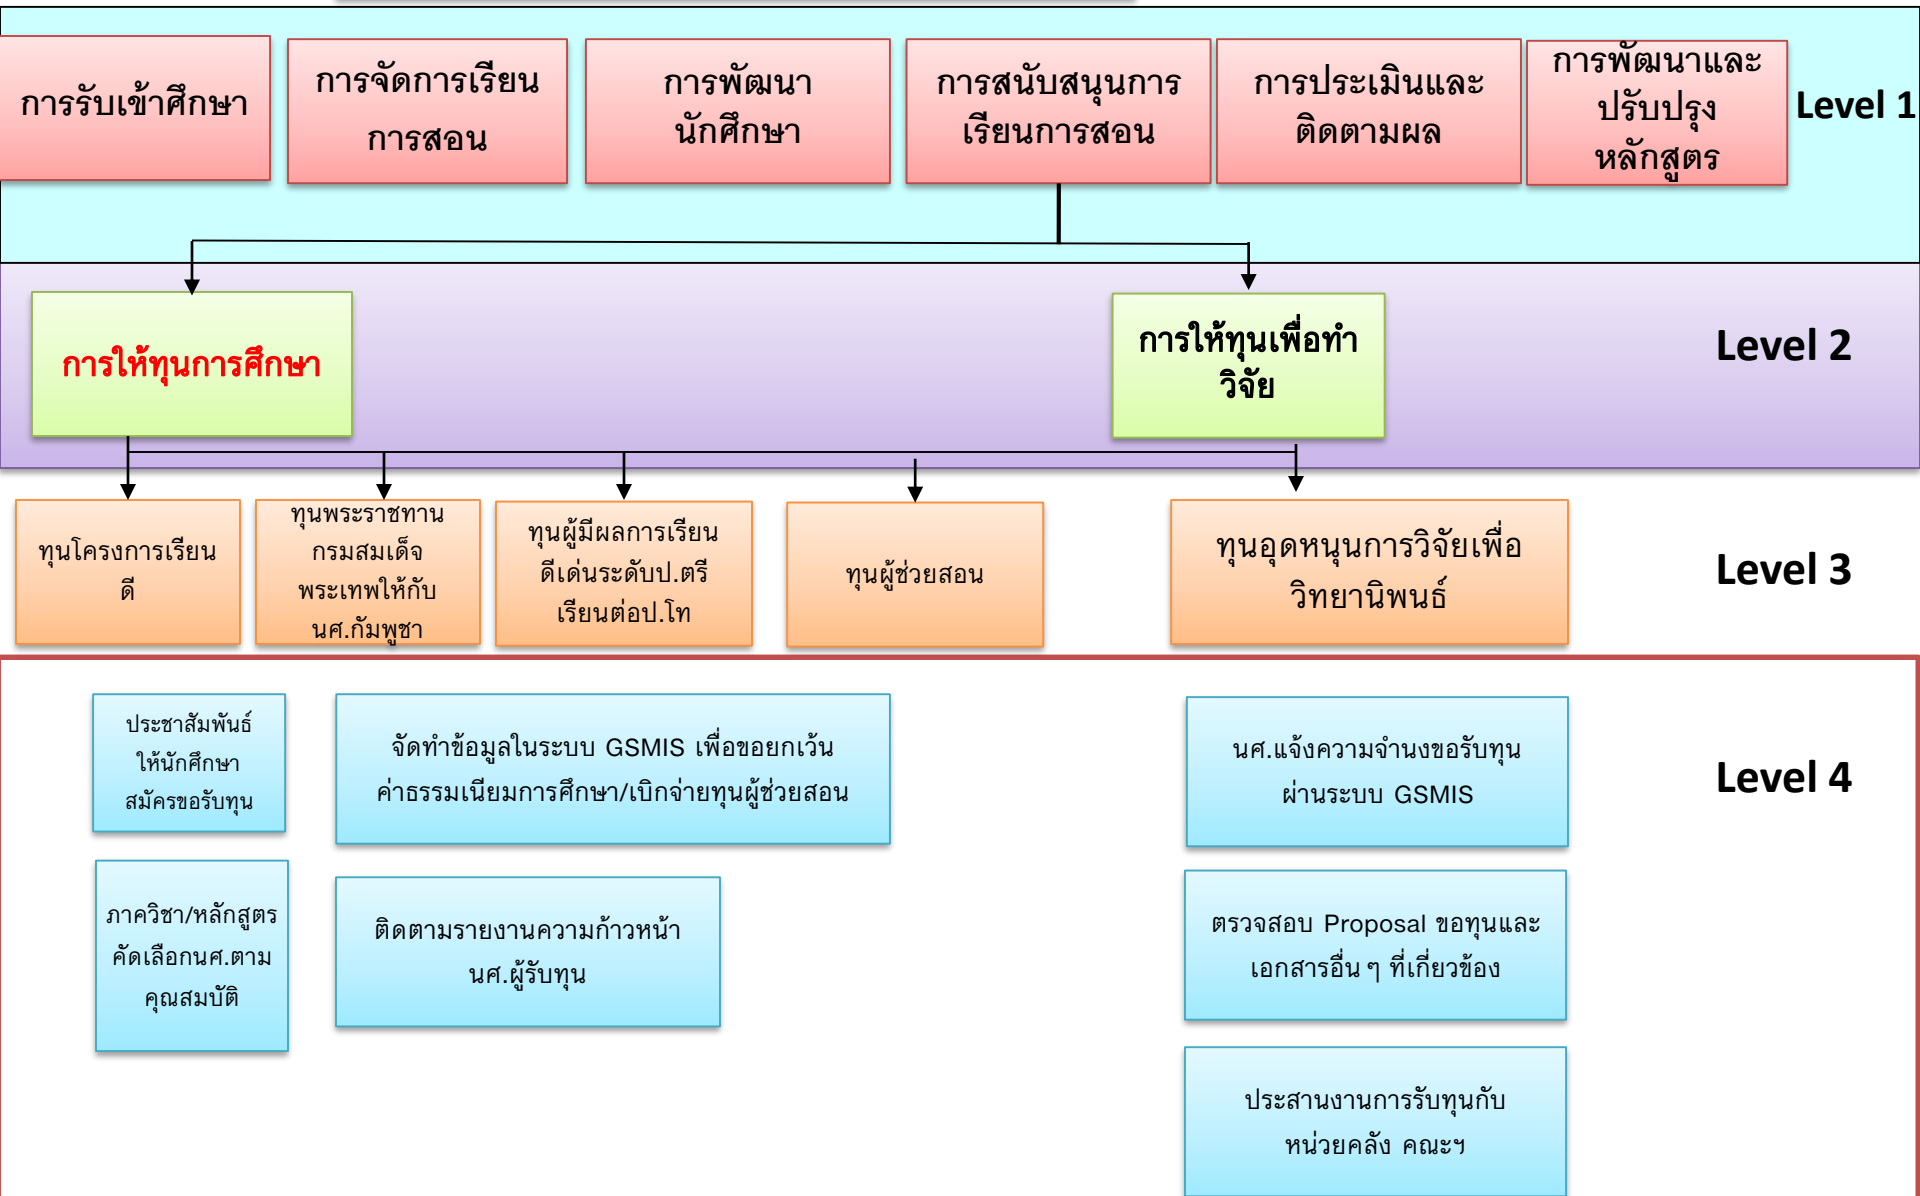 การรับเข้าศึกษา
การจัดการเรียน
การสอน
การพัฒนา
นักศึกษา
การสนับสนุนการ
เรียนการสอน
การประเมินและ
ติดตามผล
การพัฒนาและ
ปรับปรุง
หลักสูตร
Level 1
การให้ทุนการศึกษา
การให้ทุนเพื่อทำ
วิจัย
Level 2
ทุนโครงการเรียน
ดี
ทุนพระราชทาน
กรมสมเด็จ
พระเทพให้กับ
นศ.กัมพูชา
ทุนผู้มีผลการเรียน
ดีเด่นระดับป.ตรี
เรียนต่อป.โท
ทุนผู้ช่วยสอน
ทุนอุดหนุนการวิจัยเพื่อ
วิทยานิพนธ์
Level 3
ประชาสัมพันธ์
ให้นักศึกษา
สมัครขอรับทุน
จัดทำข้อมูลในระบบ GSMIS เพื่อขอยกเว้น
ค่าธรรมเนียมการศึกษา/เบิกจ่ายทุนผู้ช่วยสอน
นศ.แจ้งความจำนงขอรับทุน
ผ่านระบบ GSMIS
Level 4
ภาควิชา/หลักสูตร
คัดเลือกนศ.ตาม
คุณสมบัติ
ติดตามรายงานความก้าวหน้า
นศ.ผู้รับทุน
ตรวจสอบ Proposal ขอทุนและ
เอกสารอื่น ๆ ที่เกี่ยวข้อง
ประสานงานการรับทุนกับ
หน่วยคลัง คณะฯ